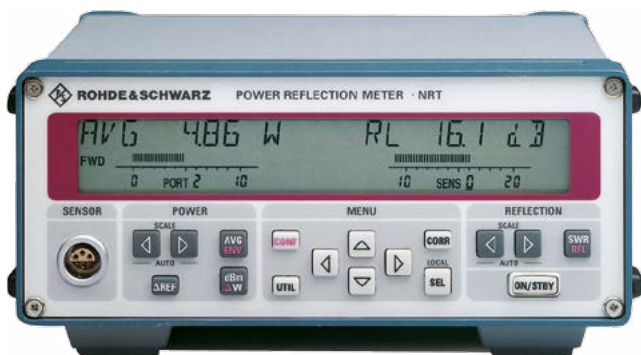 ROHDE&SCHWARZ POWER REFLECTION METER · NRT
AVG 4.86 W RL 16.1 dB
FWD
0 PORT 2 10 10 SENS 0 20
SENSOR POWER MENU REFLECTION
SCALE SCALE
AVG ENV CONF CORR SWR RFL
AUTO LOCAL AUTO
ΔREF dBm ΔW UTIL SEL ON/STBY